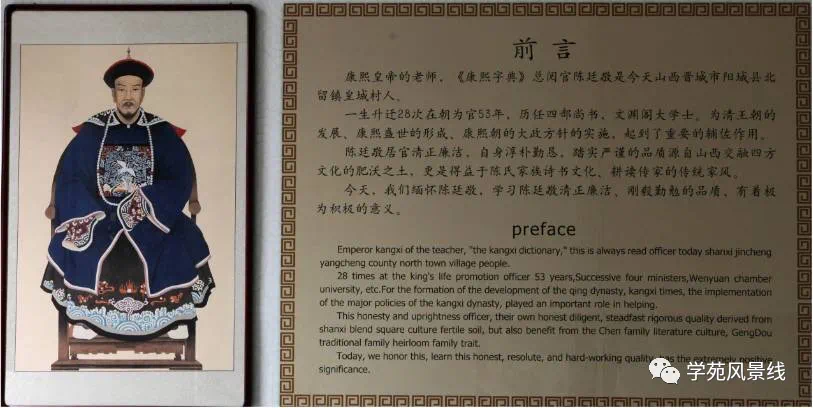 前言
康熙皇帝的老师，《康熙字典》总阅官陈廷敬是今天山西晋城市阳城县北
留镇皇城村人。
一生升迁28次在朝为官53年，历任四部尚书，文渊阁大学士。为清王朝的
发展、康熙盛世的形成、康熙朝的大政方针的实施，起到了重要的辅佐作用。
陈廷敬居官清正廉洁，自身淳朴勤恳，踏实严谨的品质源自山西交融四方
文化的肥沃之土，更是得益于陈氏家族诗书文化、耕读传家的传统家风。
今天，我们缅怀陈廷敬，学习陈廷敬清正廉洁、刚毅勤勉的品质，有着极
为积极的意义。
preface
Emperor kangxi of the teacher, "the kangxi dictionary," this is always read officer today shanxi jincheng
yangcheng county north town village people.
28 times at the king's life promotion officer 53 years,Successive four ministers,Wenyuan chamber
university, etc.For the formation of the development of the qing dynasty, kangxi times, the implementation
of the major policies of the kangxi dynasty, played an important role in helping.
This honesty and uprightness officer, their own honest diligent, steadfast rigorous quality derived from
shanxi blend square culture fertile soil, but also benefit from the Chen family literature culture, GengDou
traditional family heirloom family trait.
Today, we honor this, learn this honest, resolute, and hard-working quality, has the extremely positive
significance.
学苑风景线